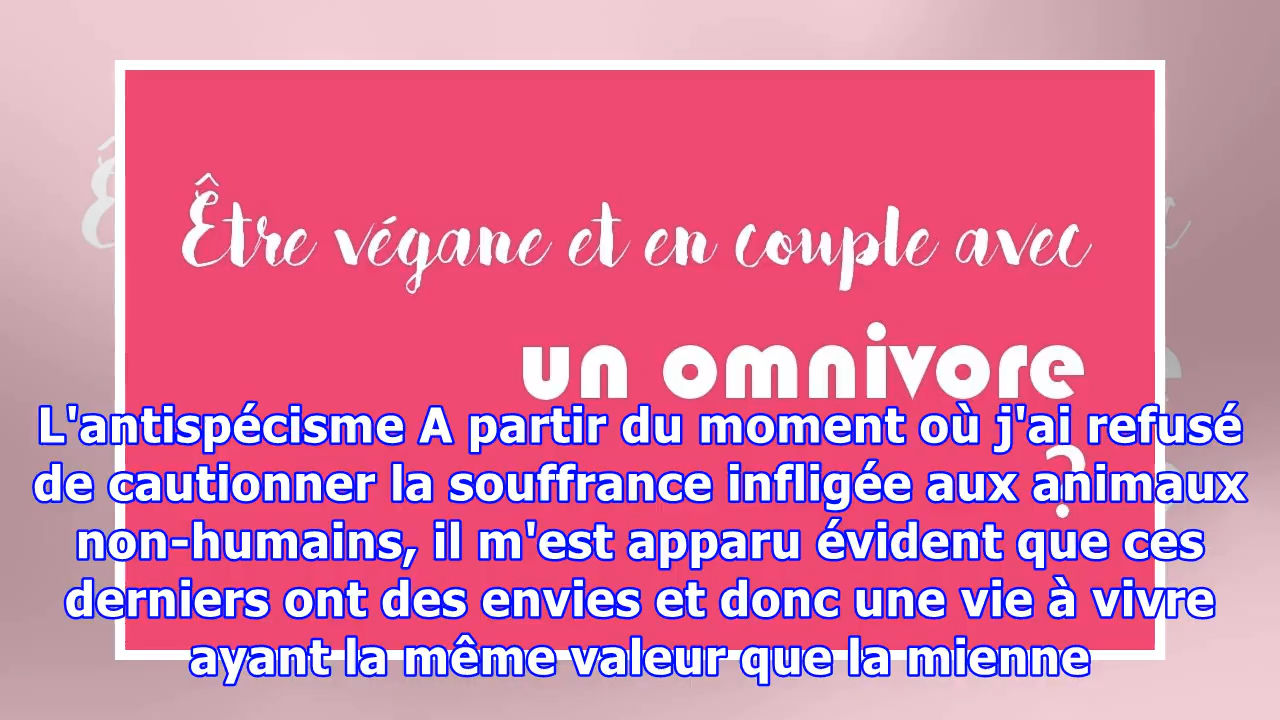 Être végane et en couple avec
un omnivore
?
L'antispécisme A partir du moment où j'ai refusé
de cautionner la souffrance infligée aux animaux
non-humains, il m'est apparu évident que ces
derniers ont des envies et donc une vie à vivre
ayant la même valeur que la mienne